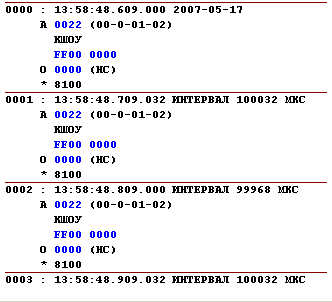 0000 : 13:58:48.609.000 2007-05-17
А 0022 (00-0-01-02)
КШОУ
FF00 0000
О 0000 (НС)
* 8100
0001 : 13:58:48.709.032 ИНТЕРВАЛ 100032 МКС
А 0022 (00-0-01-02)
КШОУ
FF00 0000
О 0000 (НС)
* 8100
0002 : 13:58:48.809.000 ИНТЕРВАЛ 99968 МКС
А 0022 (00-0-01-02)
КШОУ
FF00 0000
О 0000 (НС)
* 8100
0003 : 13:58:48.909.032 ИНТЕРВАЛ 100032 МКС